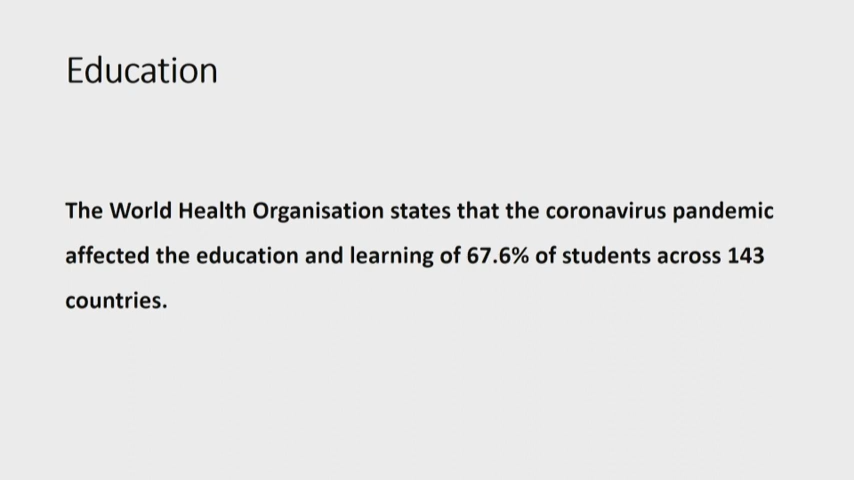 Education
The World Health Organisation states that the coronavirus pandemic
affected the education and learning of 67.6% of students across 143
countries.